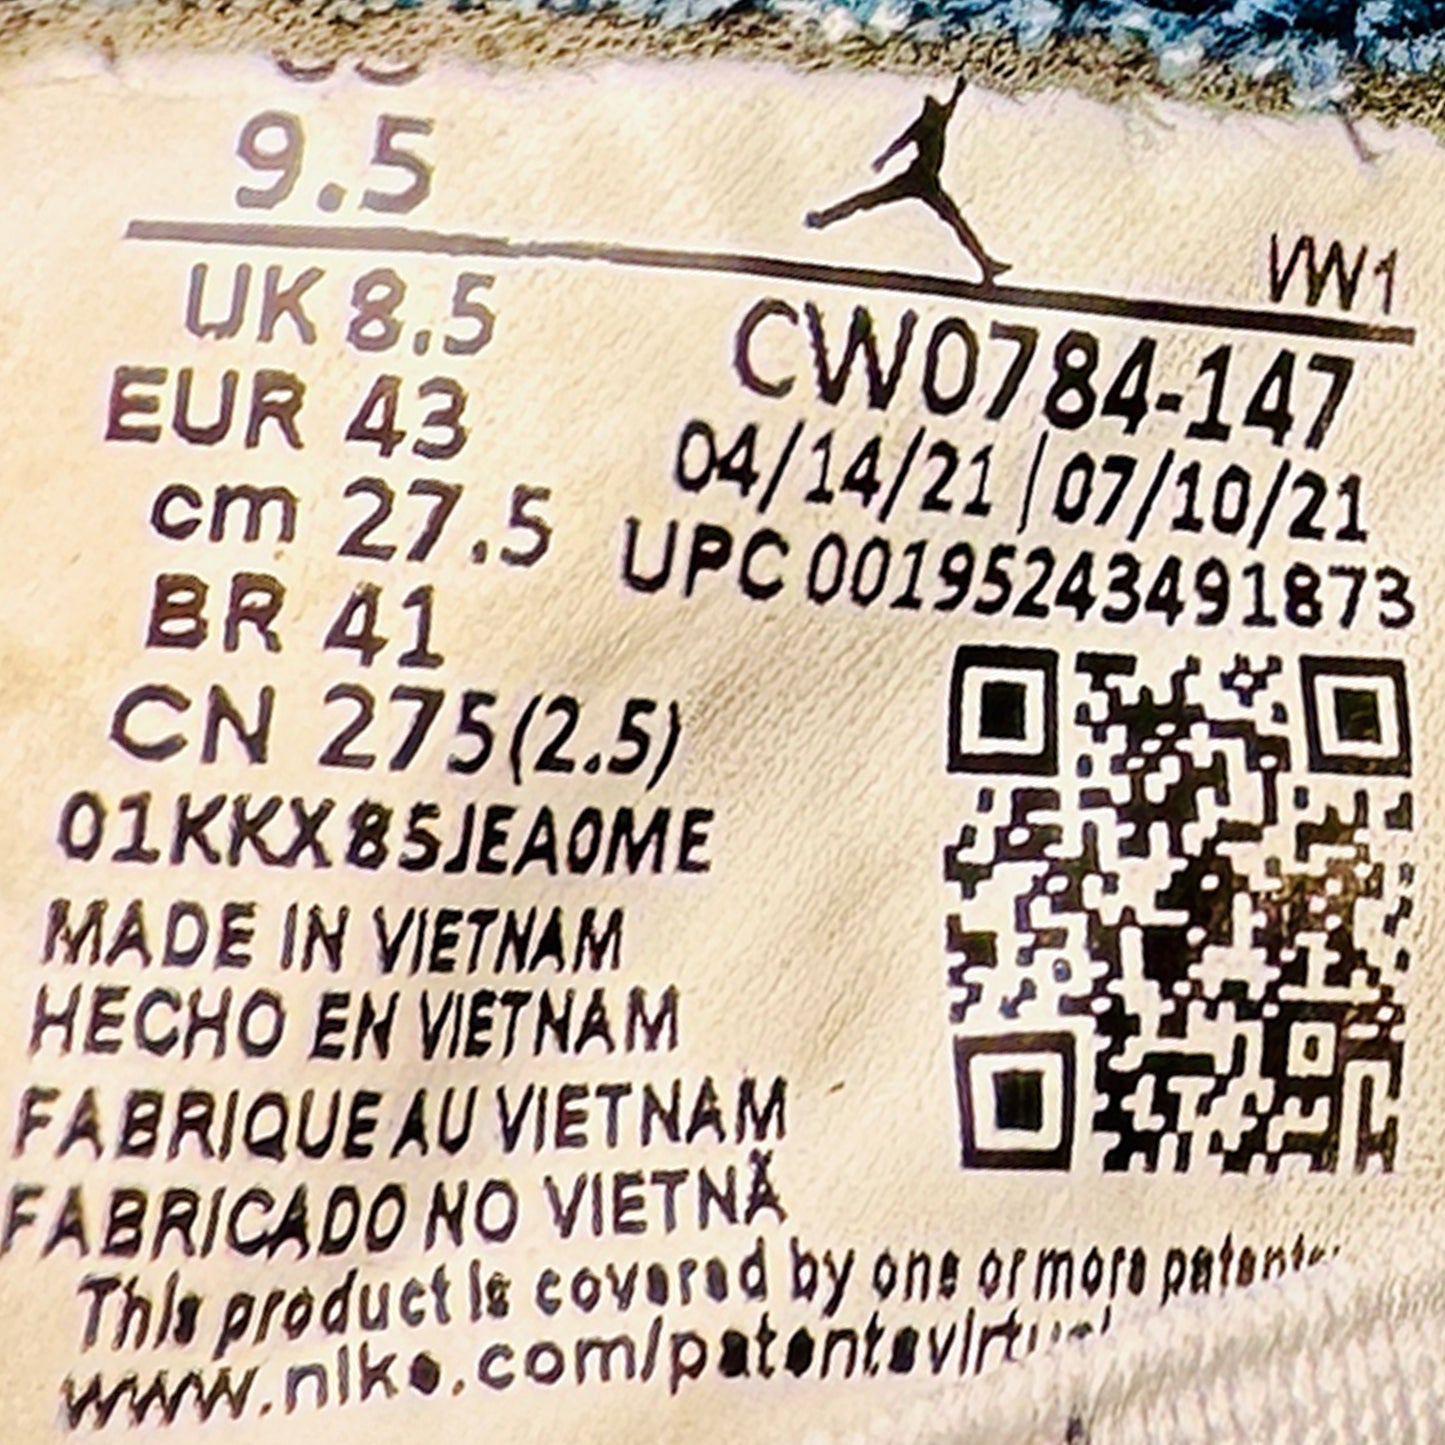 9.5
UK 8.5
EUR 43
cm 27.5
BR 41
CN 275(2.5)
01KKX85JEA0ME
MADE IN VIETNAM
HECHO EN VIETNAM
FABRIQUE AU VIETNAM
FABRICADO NO VIETNÃ
VW1
CW0784-147
04/14/21 | 07/10/21
UPC 00195243491873
This product is covered by one or more patents.
www.nike.com/patentsvirtual